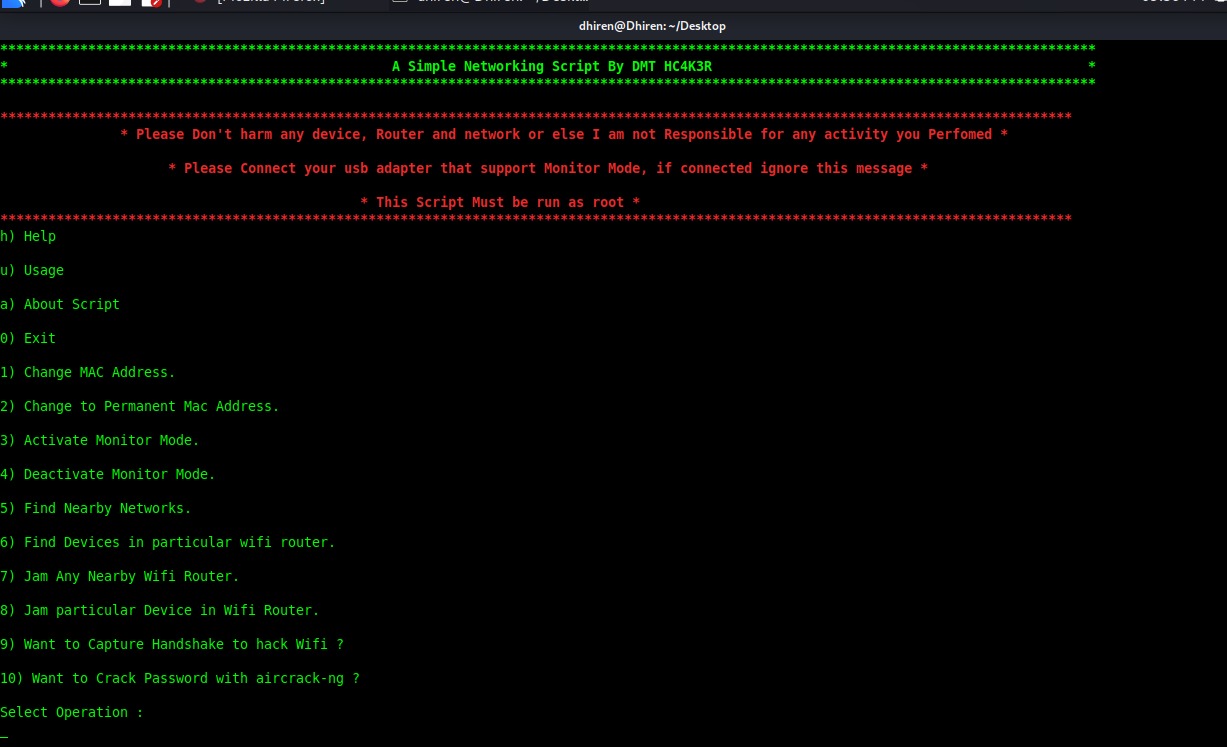 dhiren@Dhiren: ~/Desktop
*****************************************************************************************************************************************
* A Simple Networking Script By DMT HC4K3R *
*****************************************************************************************************************************************
**************************************************************************************************************************************
* Please Don't harm any device, Router and network or else I am not Responsible for any activity you Perfomed *
* Please Connect your usb adapter that support Monitor Mode, if connected ignore this message *
* This Script Must be run as root *
**************************************************************************************************************************************
h) Help
u) Usage
a) About Script
0) Exit
1) Change MAC Address.
2) Change to Permanent Mac Address.
3) Activate Monitor Mode.
4) Deactivate Monitor Mode.
5) Find Nearby Networks.
6) Find Devices in particular wifi router.
7) Jam Any Nearby Wifi Router.
8) Jam particular Device in Wifi Router.
9) Want to Capture Handshake to hack Wifi ?
10) Want to Crack Password with aircrack-ng ?
Select Operation :
_